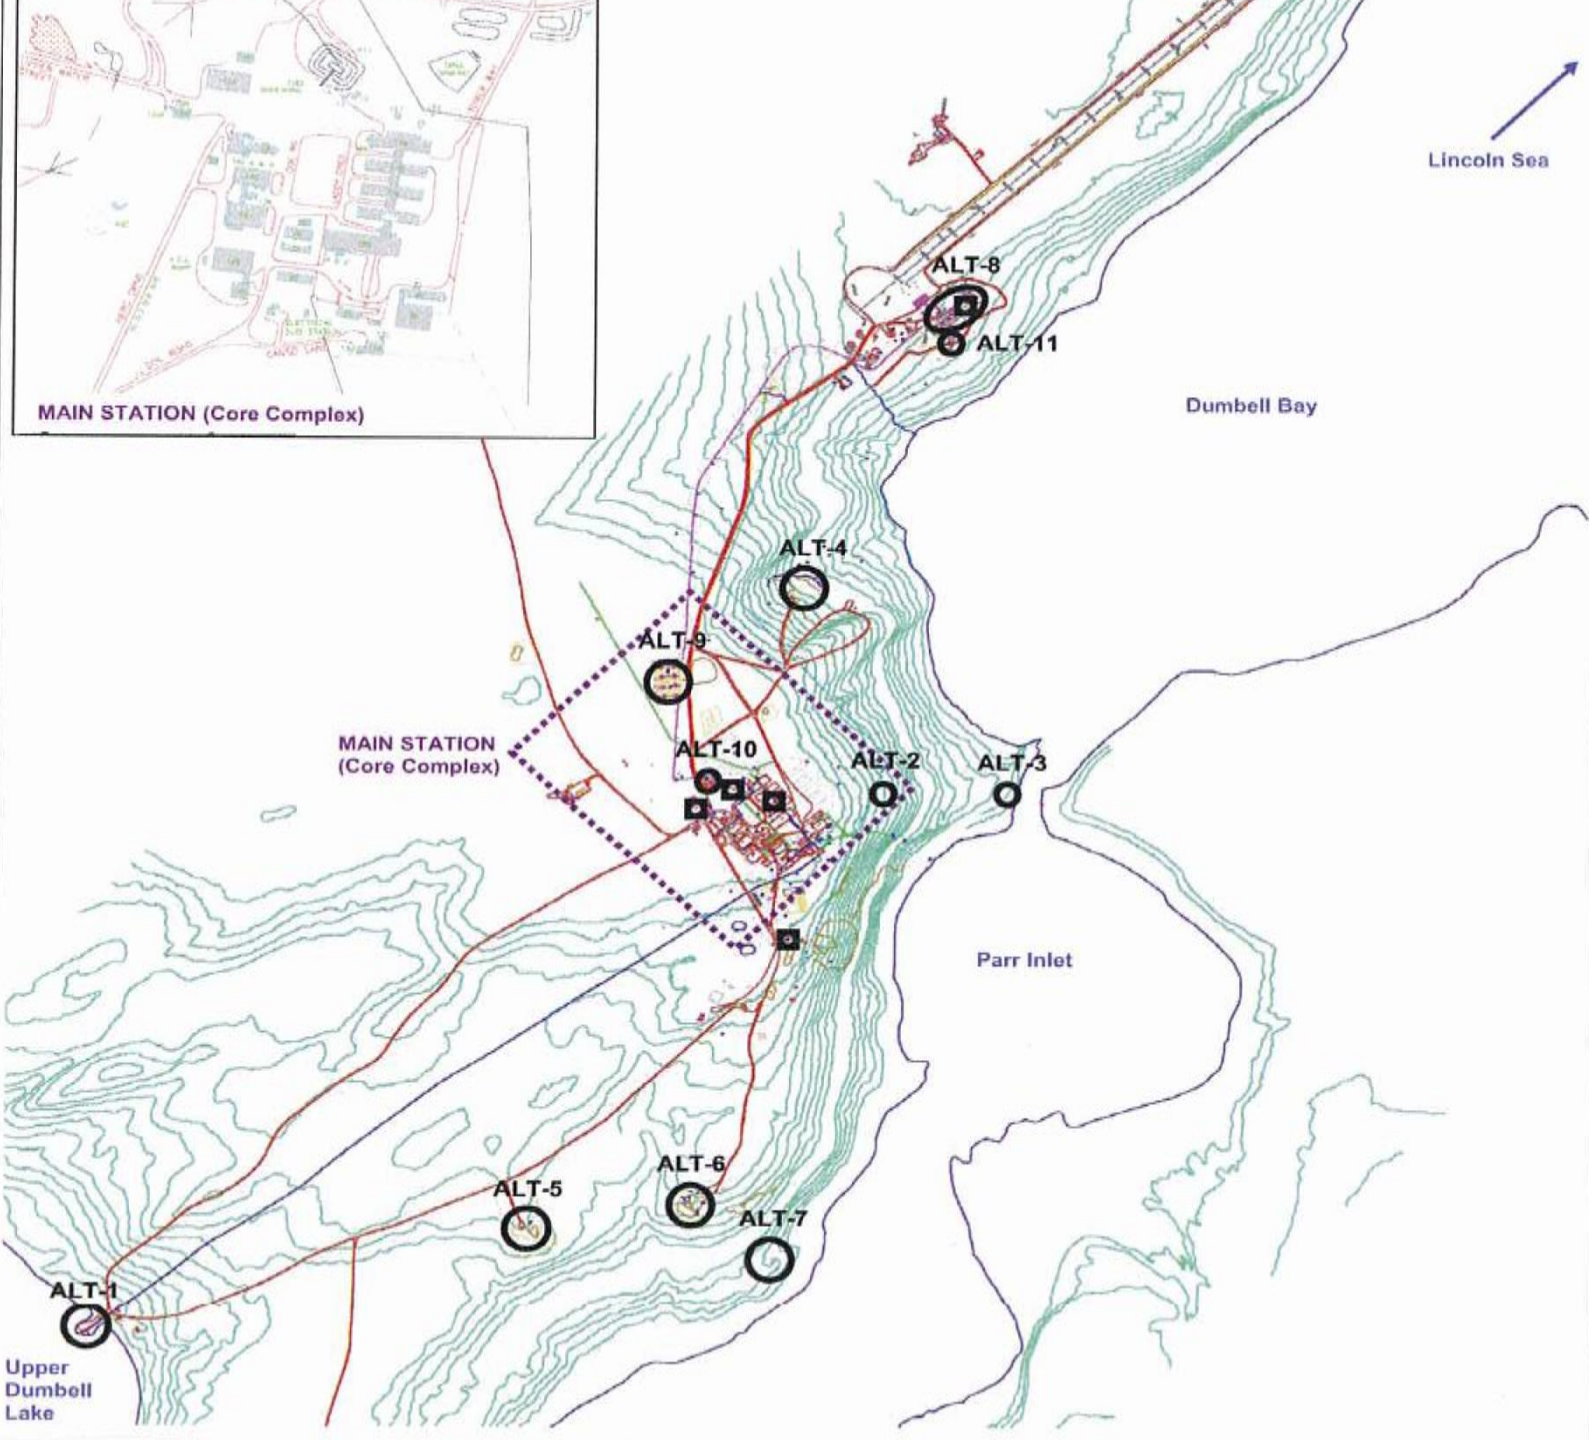 MAIN STATION (Core Complex)
Lincoln Sea
ALT-8
ALT-11
Dumbell Bay
ALT-4
ALT-9
MAIN STATION
(Core Complex)
ALT-10
ALT-2
ALT-3
Parr Inlet
ALT-6
ALT-5
ALT-7
ALT-1
Upper
Dumbell
Lake